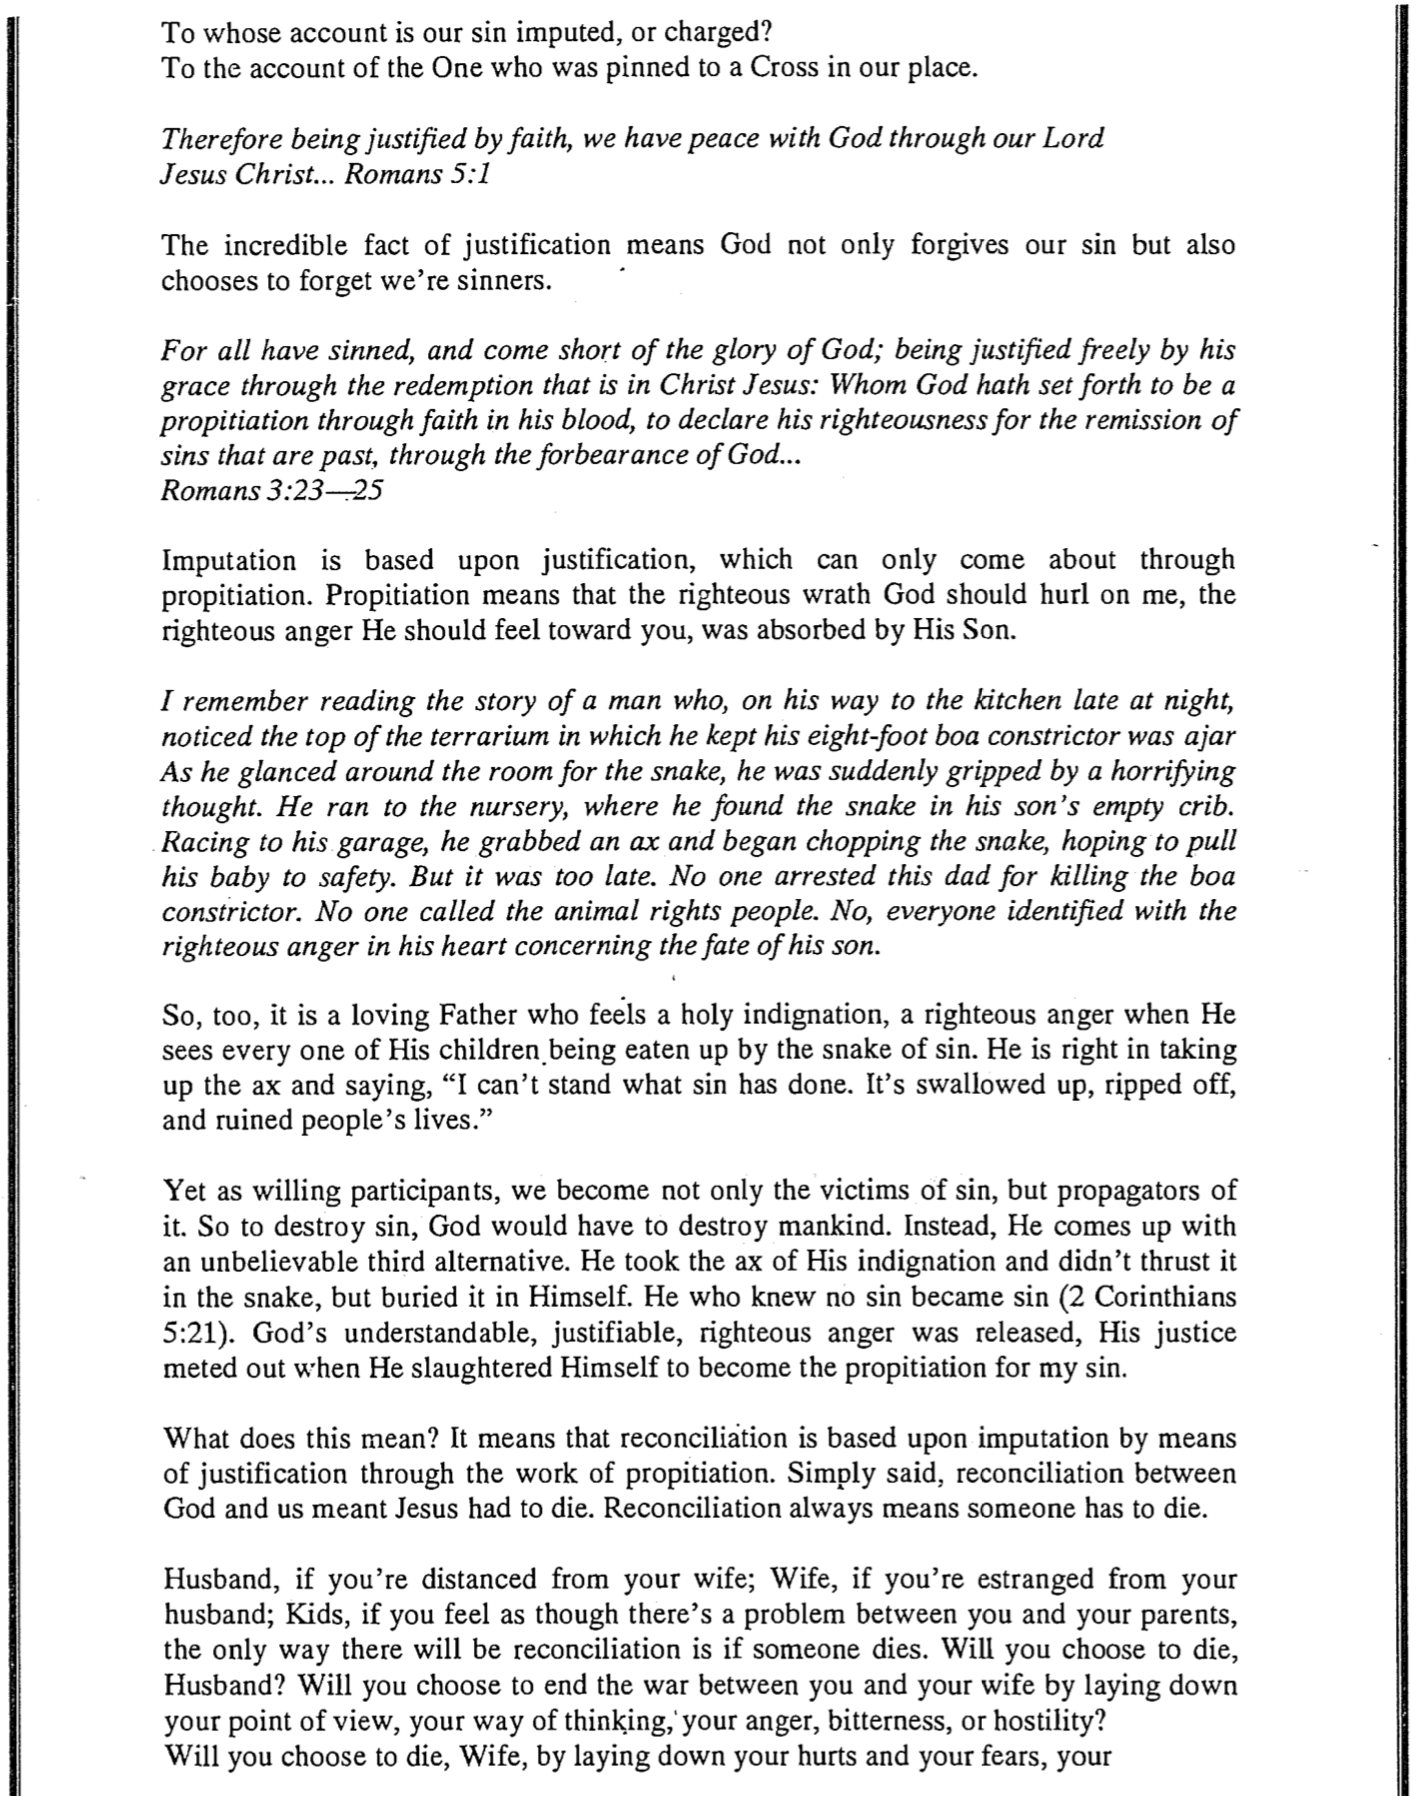 To whose account is our sin imputed, or charged?
To the account of the One who was pinned to a Cross in our place.
Therefore being justified by faith, we have peace with God through our Lord
Jesus Christ... Romans 5:1
The incredible fact of justification means God not only forgives our sin but also
chooses to forget we're sinners.
For all have sinned, and come short of the glory of God; being justified freely by his
grace through the redemption that is in Christ Jesus: Whom God hath set forth to be a
propitiation through faith in his blood, to declare his righteousness for the remission of
sins that are past, through the forbearance of God...
Romans 3:23—25
Imputation is based upon justification, which can only come about through
propitiation. Propitiation means that the righteous wrath God should hurl on me, the
righteous anger He should feel toward you, was absorbed by His Son.
I remember reading the story of a man who, on his way to the kitchen late at night,
noticed the top of the terrarium in which he kept his eight-foot boa constrictor was ajar
As he glanced around the room for the snake, he was suddenly gripped by a horrifying
thought. He ran to the nursery, where he found the snake in his son's empty crib.
Racing to his garage, he grabbed an ax and began chopping the snake, hoping to pull
his baby to safety. But it was too late. No one arrested this dad for killing the boa
constrictor. No one called the animal rights people. No, everyone identified with the
righteous anger in his heart concerning the fate of his son.
So, too, it is a loving Father who feels a holy indignation, a righteous anger when He
sees every one of His children being eaten up by the snake of sin. He is right in taking
up the ax and saying, “I can't stand what sin has done. It's swallowed up, ripped off,
and ruined people's lives.”
Yet as willing participants, we become not only the victims of sin, but propagators of
it. So to destroy sin, God would have to destroy mankind. Instead, He comes up with
an unbelievable third alternative. He took the ax of His indignation and didn't thrust it
in the snake, but buried it in Himself. He who knew no sin became sin (2 Corinthians
5:21). God's understandable, justifiable, righteous anger was released, His justice
meted out when He slaughtered Himself to become the propitiation for my sin.
What does this mean? It means that reconciliation is based upon imputation by means
of justification through the work of propitiation. Simply said, reconciliation between
God and us meant Jesus had to die. Reconciliation always means someone has to die.
Husband, if you're distanced from your wife; Wife, if you're estranged from your
husband; Kids, if you feel as though there's a problem between you and your parents,
the only way there will be reconciliation is if someone dies. Will you choose to die,
Husband? Will you choose to end the war between you and your wife by laying down
your point of view, your way of thinking, your anger, bitterness, or hostility?
Will you choose to die, Wife, by laying down your hurts and your fears, your